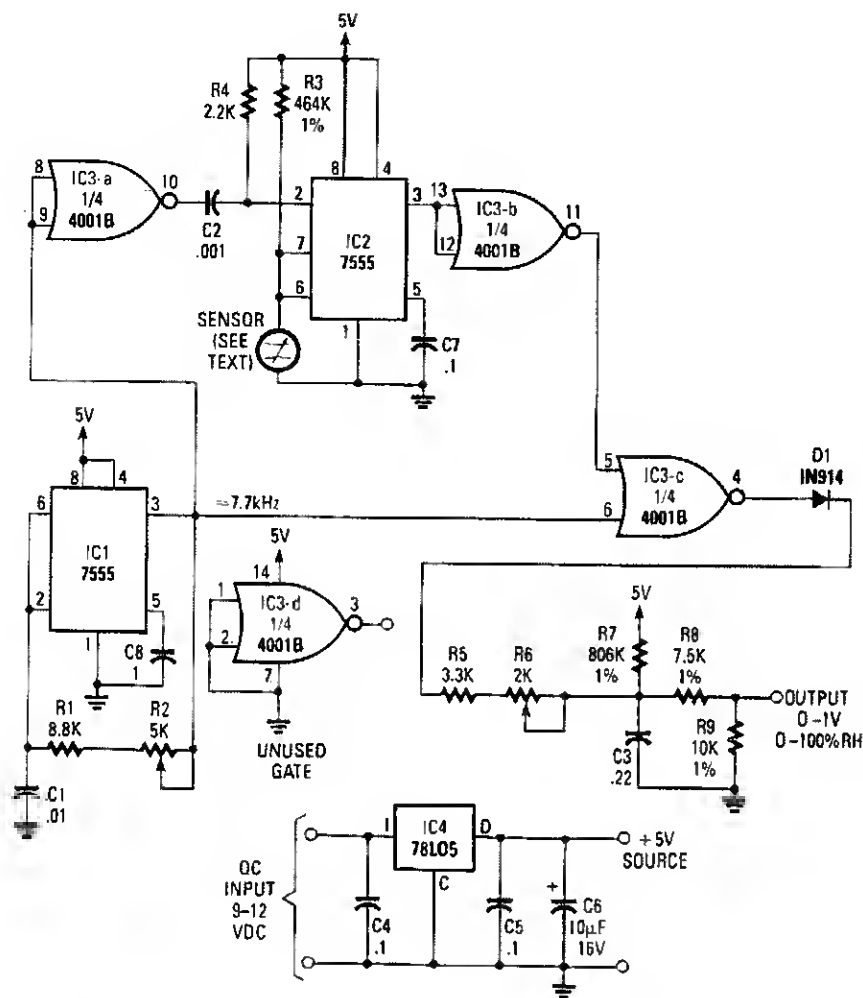 5V
R4
2.2K
R3
464K
1%
8
9
IC3-a
1/4
4001B
10
C2
.001
8
4
2
7
6
IC2
7555
3
5
1
13
12
IC3-b
1/4
4001B
11
SENSOR
(SEE
TEXT)
C7
.1
5V
8
4
6
2
IC1
7555
3
5
1
C8
.1
≈7.7kHz
5
6
IC3-c
1/4
4001B
4
D1
IN914
5V
14
1
2
IC3-d
1/4
4001B
3
7
UNUSED
GATE
R1
8.8K
R2
5K
C1
.01
R5
3.3K
R6
2K
5V
R7
806K
1%
R8
7.5K
1%
C3
.22
R9
10K
1%
OUTPUT
0-1V
0-100%RH
QC
INPUT
9-12
VDC
I
IC4
78LO5
D
C
C4
.1
C5
.1
+
C6
10µF
16V
+5V
SOURCE